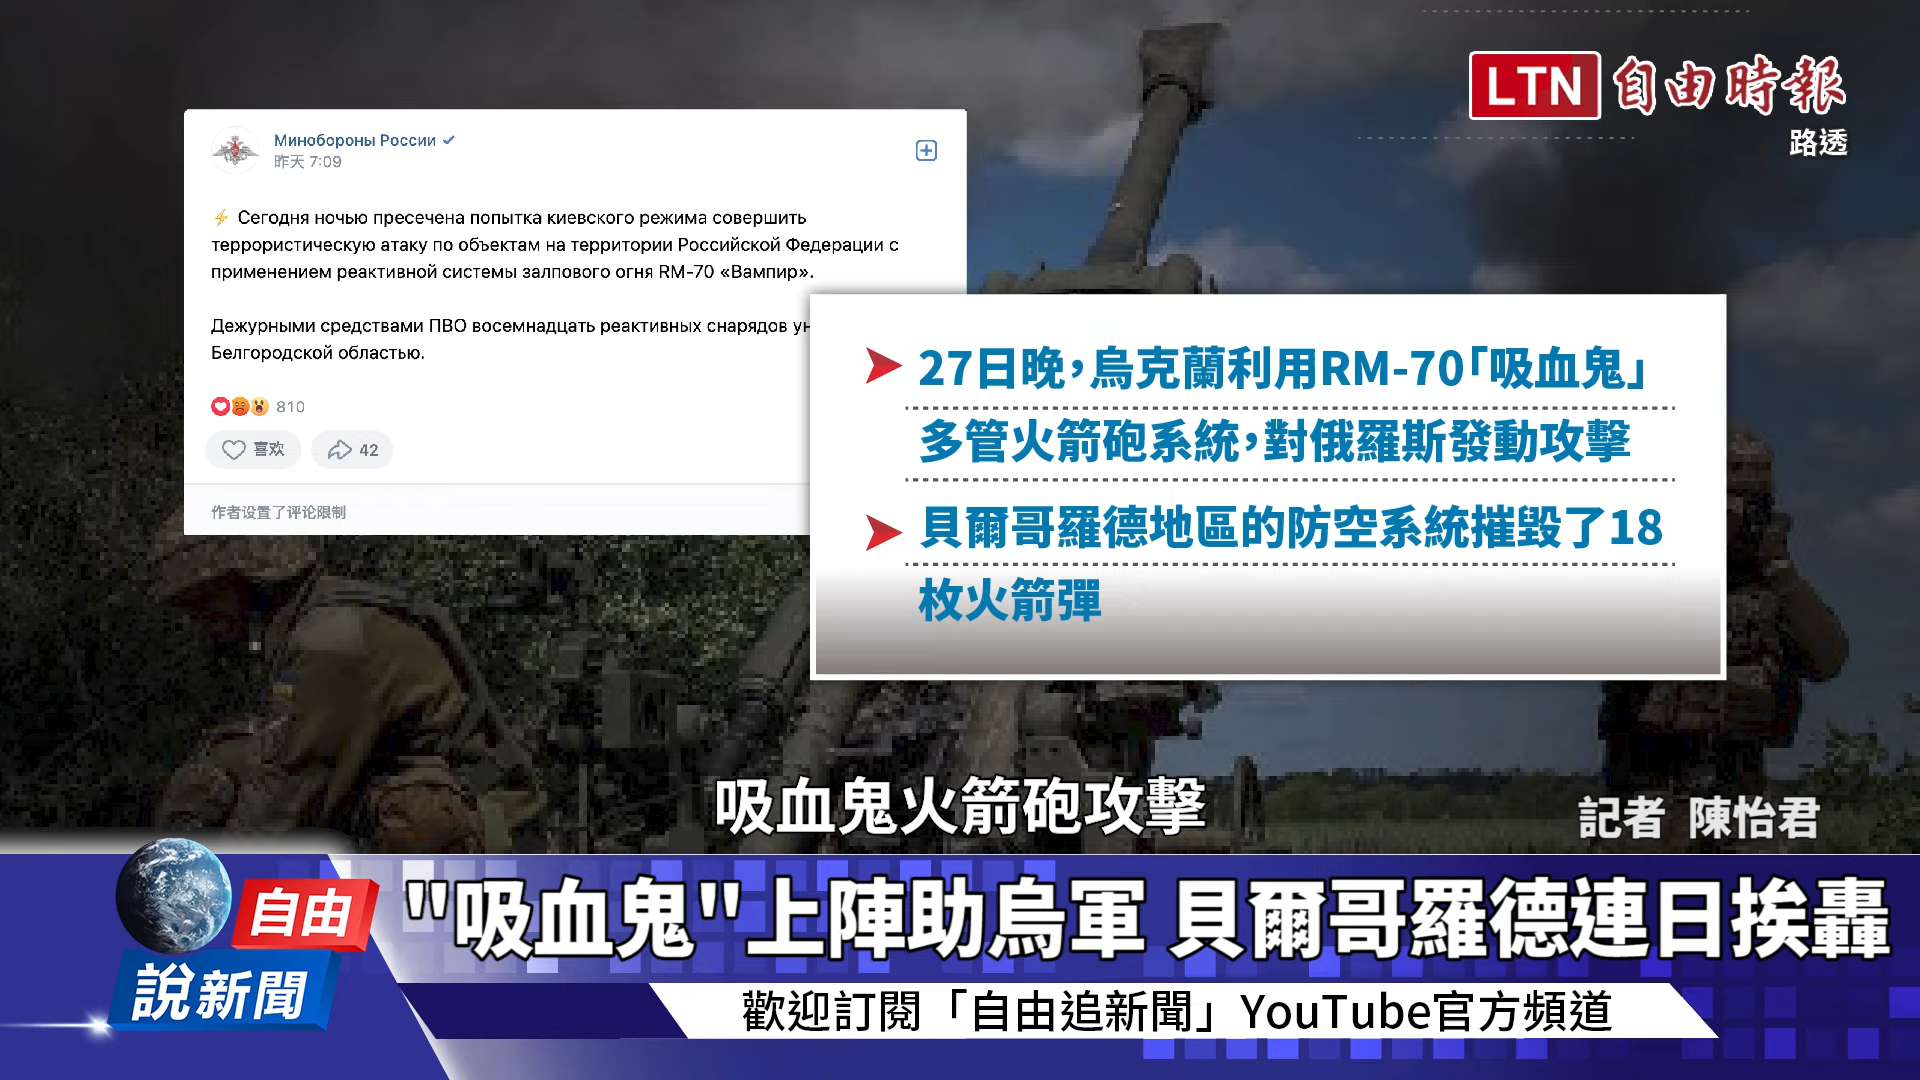 LTN 自由時報
路透
Минобороны России
昨天 7:09
Сегодня ночью пресечена попытка киевского режима совершить
террористическую атаку по объектам на территории Российской Федерации с
применением реактивной системы залпового огня RM-70 «Вампир».
Дежурными средствами ПВО восемнадцать реактивных снарядов
Белгородской областью.
810
喜欢 42
作者设置了评论限制
27日晚，烏克蘭利用RM-70「吸血鬼」
多管火箭砲系統，對俄羅斯發動攻擊
貝爾哥羅德地區的防空系統摧毀了18
枚火箭彈
吸血鬼火箭砲攻擊
記者 陳怡君
自由
說新聞
"吸血鬼"上陣助烏軍 貝爾哥羅德連日挨轟
歡迎訂閱「自由追新聞」YouTube官方頻道